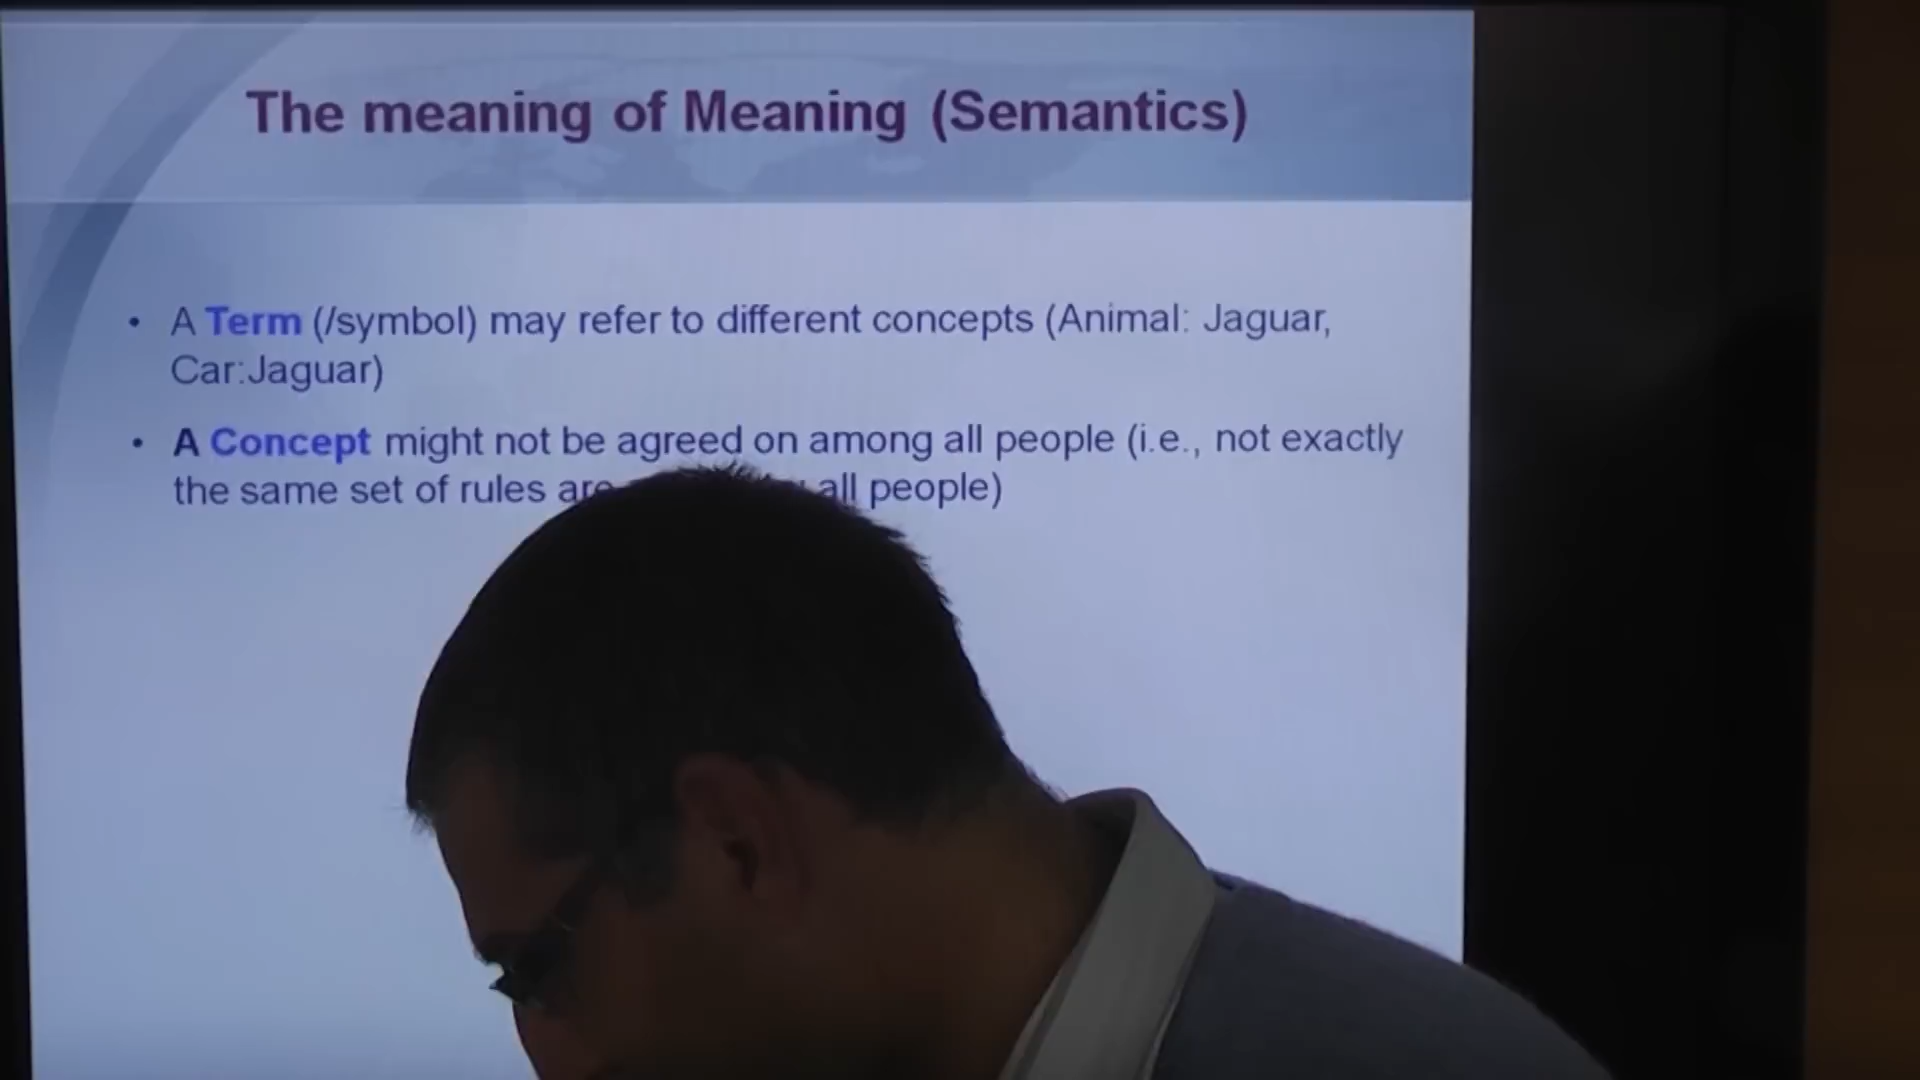 The meaning of Meaning (Semantics)
• A Term (/symbol) may refer to different concepts (Animal: Jaguar,
Car:Jaguar)
• A Concept might not be agreed on among all people (i.e., not exactly
the same set of rules are all people)